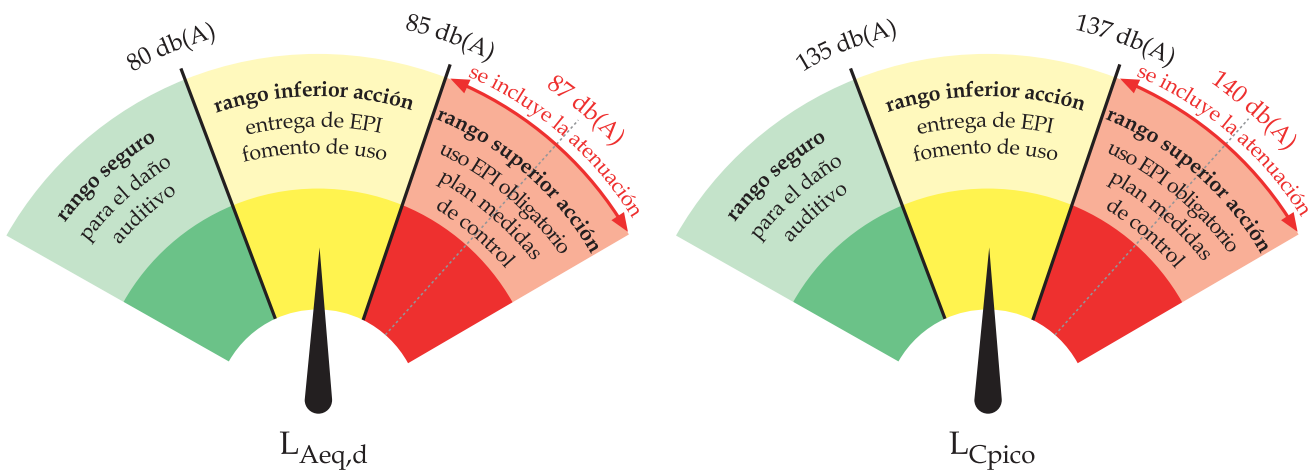 80 db(A)
85 db(A)
87 db(A)
se incluye la atenuación
rango seguro
para el daño
auditivo
rango inferior acción
entrega de EPI
fomento de uso
rango superior acción
uso EPI obligatorio
plan medidas
de control
L_Aeq,d
135 db(A)
137 db(A)
140 db(A)
se incluye la atenuación
rango seguro
para el daño
auditivo
rango inferior acción
entrega de EPI
fomento de uso
rango superior acción
uso EPI obligatorio
plan medidas
de control
L_Cpico